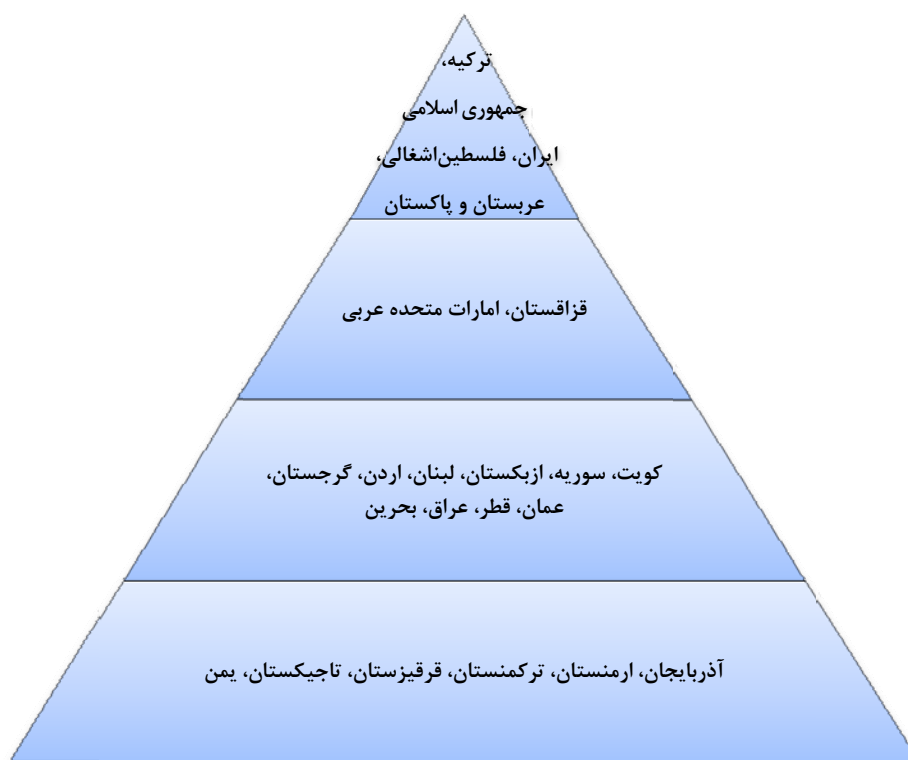 ترکیه،
جمهوری اسلامی
ایران، فلسطین‌اشغالی،
عربستان و پاکستان
قزاقستان، امارات متحده عربی
کویت، سوریه، ازبکستان، لبنان، اردن، گرجستان،
عمان، قطر، عراق، بحرین
آذربایجان، ارمنستان، ترکمنستان، قرقیزستان، تاجیکستان، یمن